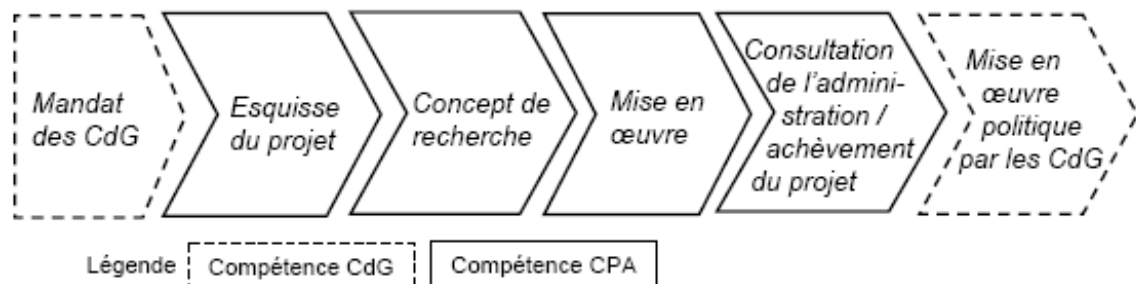 Mandat
des CdG
Esquisse
du projet
Concept de
recherche
Mise en
œuvre
Consultation
de l'admini-
stration /
achèvement
du projet
Mise en
œuvre
politique
par les CdG
Légende
Compétence CdG
Compétence CPA